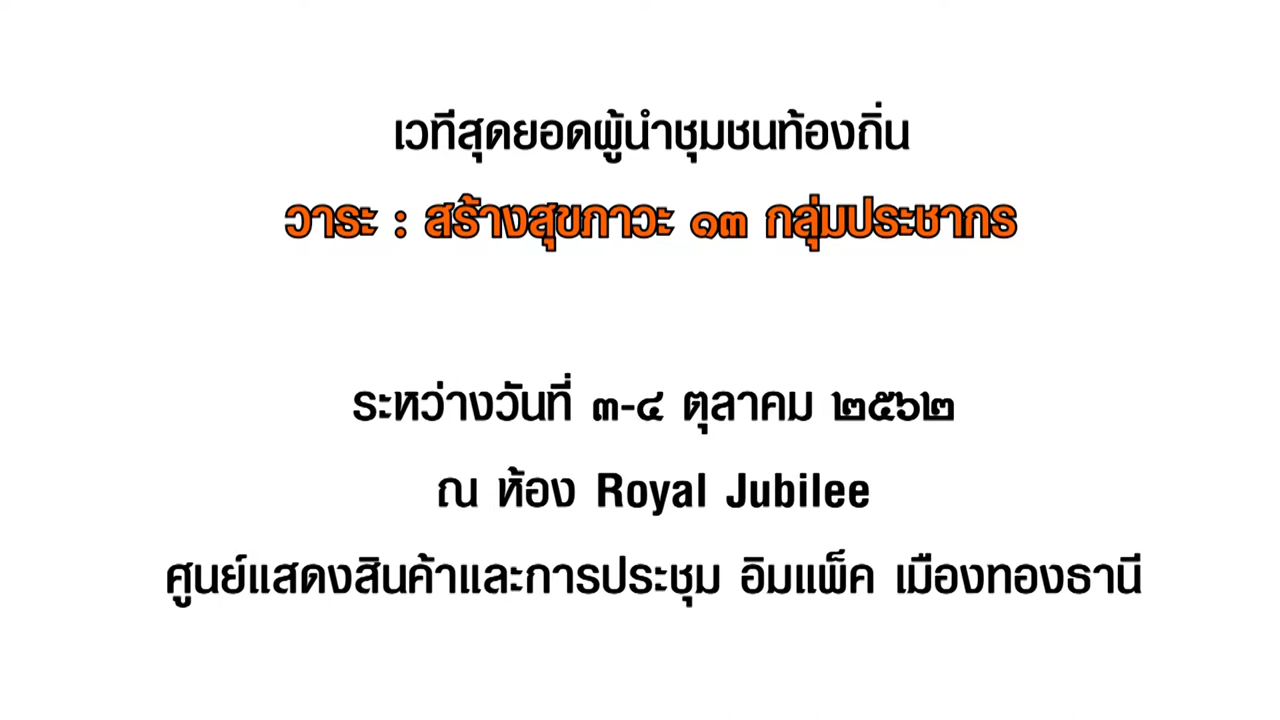 เวทีสุดยอดผู้นำชุมชนท้องถิ่น
วาระ : สร้างสุขภาวะ ๑๓ กลุ่มประชากร
ระหว่างวันที่ ๓-๔ ตุลาคม ๒๕๖๒
ณ ห้อง Royal Jubilee
ศูนย์แสดงสินค้าและการประชุม อิมแพ็ค เมืองทองธานี